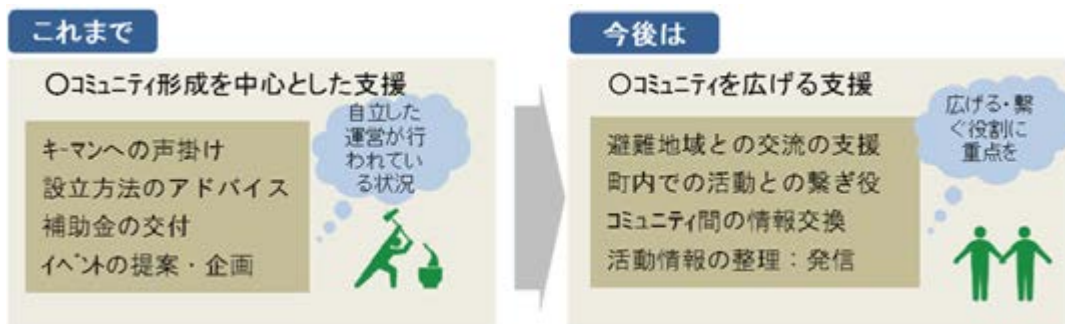 これまで
〇ｺﾐｭﾆﾃｨ形成を中心とした支援
ｷｰﾏﾝへの声掛け
設立方法のアドバイス
補助金の交付
ｲﾍﾞﾝﾄの提案・企画
自立した
運営が行
われてい
る状況
今後は
〇ｺﾐｭﾆﾃｨを広げる支援
避難地域との交流の支援
町内での活動との繋ぎ役
ｺﾐｭﾆﾃｨ間の情報交換
活動情報の整理：発信
広げる・繋
ぐ役割に
重点を